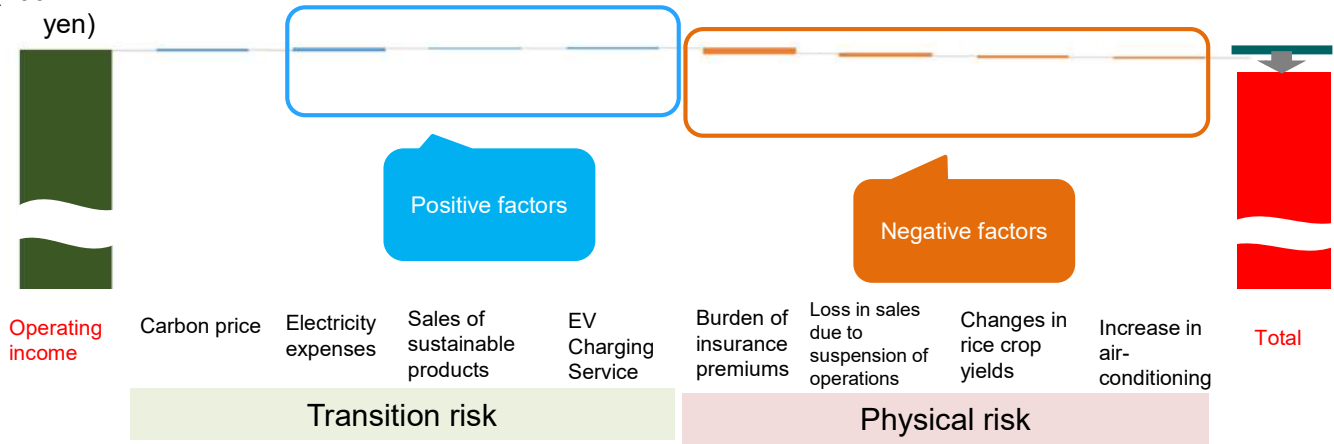 yen)
Positive factors
Negative factors
Operating
income
Carbon price
Electricity
expenses
Sales of
sustainable
products
EV
Charging
Service
Burden of
insurance
premiums
Loss in sales
due to
suspension of
operations
Changes in
rice crop
yields
Increase in
air-
conditioning
Total
Transition risk
Physical risk